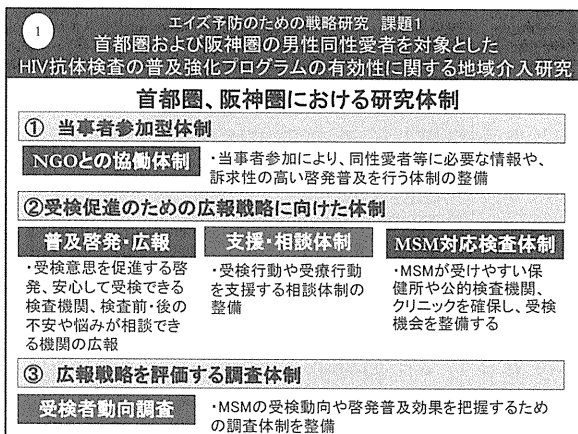 1
エイズ予防のための戦略研究 課題1
首都圏および阪神圏の男性同性愛者を対象とした
HIV抗体検査の普及強化プログラムの有効性に関する地域介入研究
首都圏、阪神圏における研究体制
① 当事者参加型体制
NGOとの協働体制
・当事者参加により、同性愛者等に必要な情報や、
訴求性の高い啓発普及を行う体制の整備
②受検促進のための広報戦略に向けた体制
普及啓発・広報
・受検意思を促進する啓
発、安心して受検できる
検査機関、検査前・後の
不安や悩みが相談でき
る機関の広報
支援・相談体制
・受検行動や受療行動
を支援する相談体制の
整備
MSM対応検査体制
・MSMが受けやすい保
健所や公的検査機関、
クリニックを確保し、受検
機会を整備する
③ 広報戦略を評価する調査体制
受検者動向調査
・MSMの受検動向や啓発普及効果を把握するため
の調査体制を整備